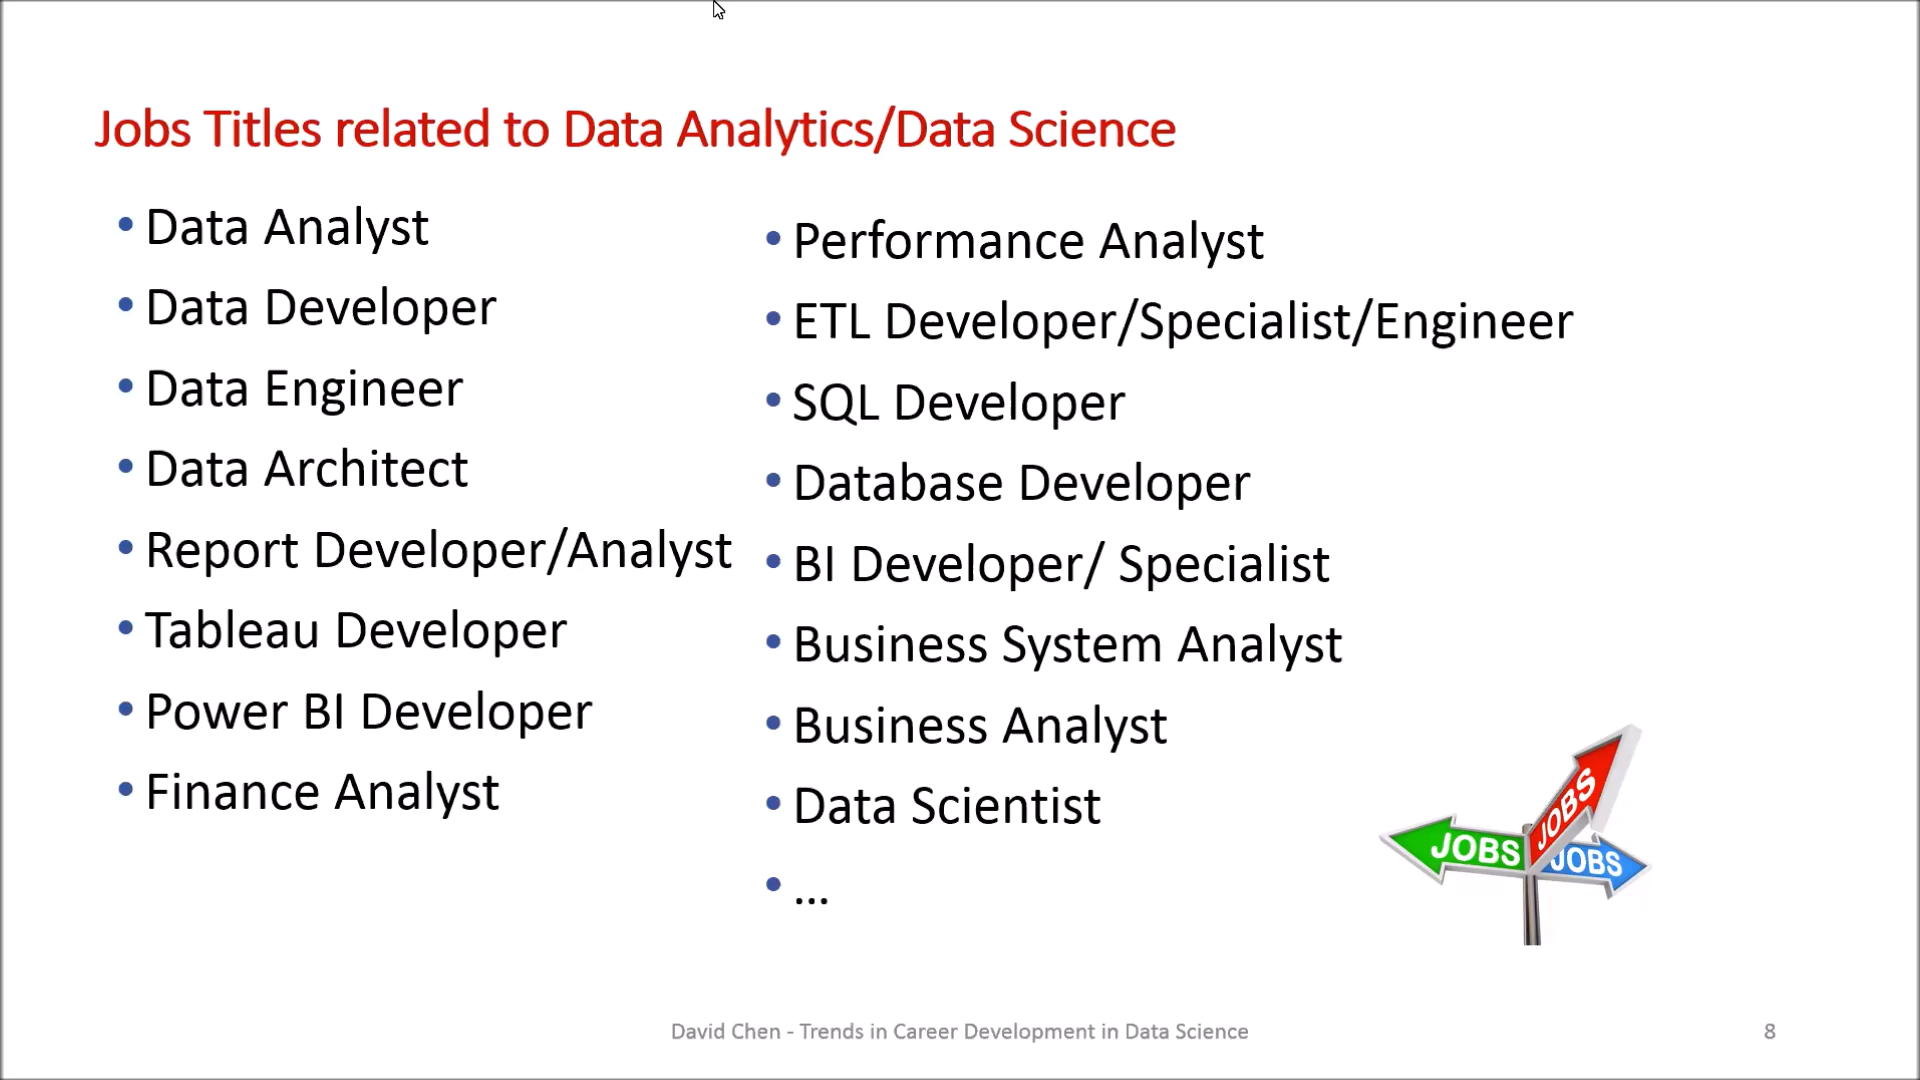 Jobs Titles related to Data Analytics/Data Science
• Data Analyst
• Data Developer
• Data Engineer
• Data Architect
• Report Developer/Analyst
• Tableau Developer
• Power BI Developer
• Finance Analyst
• Performance Analyst
• ETL Developer/Specialist/Engineer
• SQL Developer
• Database Developer
• BI Developer/ Specialist
• Business System Analyst
• Business Analyst
• Data Scientist
• ...
JOBS
JOBS
JOBS
David Chen - Trends in Career Development in Data Science
8